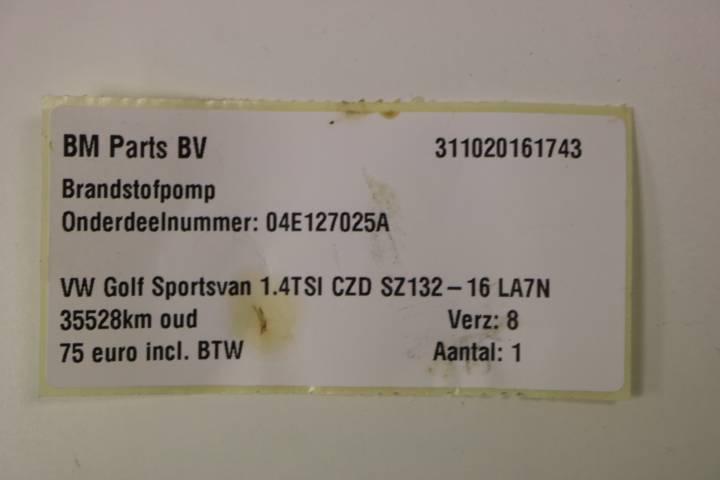 BM Parts BV 311020161743
Brandstofpomp
Onderdeelnummer: 04E127025A
VW Golf Sportsvan 1.4TSI CZD SZ132-16 LA7N
35528km oud Verz: 8
75 euro incl. BTW Aantal: 1